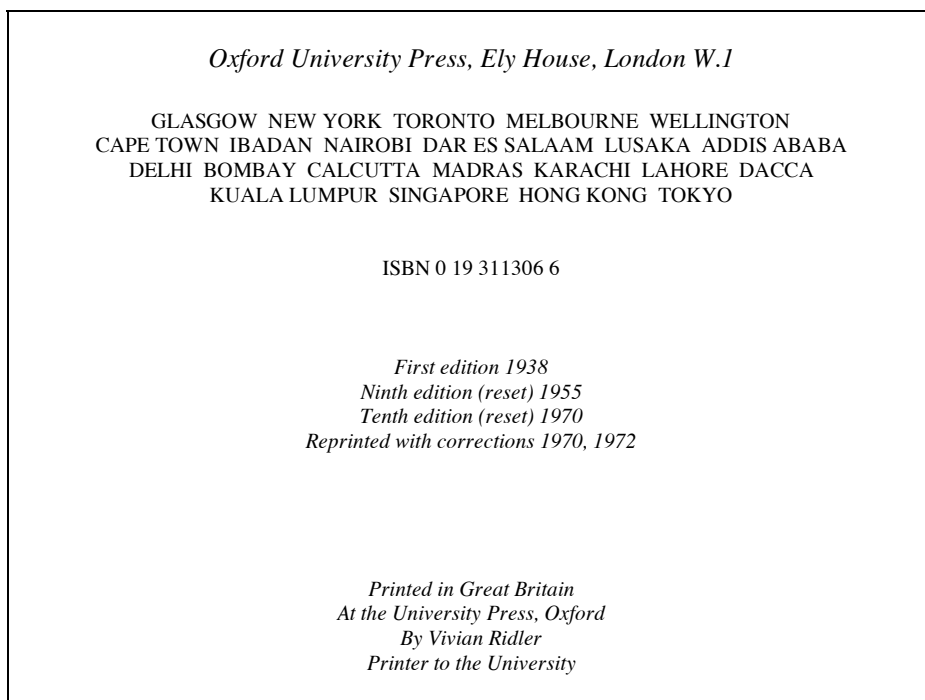 Oxford University Press, Ely House, London W.1
GLASGOW NEW YORK TORONTO MELBOURNE WELLINGTON
CAPE TOWN IBADAN NAIROBI DAR ES SALAAM LUSAKA ADDIS ABABA
DELHI BOMBAY CALCUTTA MADRAS KARACHI LAHORE DACCA
KUALA LUMPUR SINGAPORE HONG KONG TOKYO
ISBN 0 19 311306 6
First edition 1938
Ninth edition (reset) 1955
Tenth edition (reset) 1970
Reprinted with corrections 1970, 1972
Printed in Great Britain
At the University Press, Oxford
By Vivian Ridler
Printer to the University